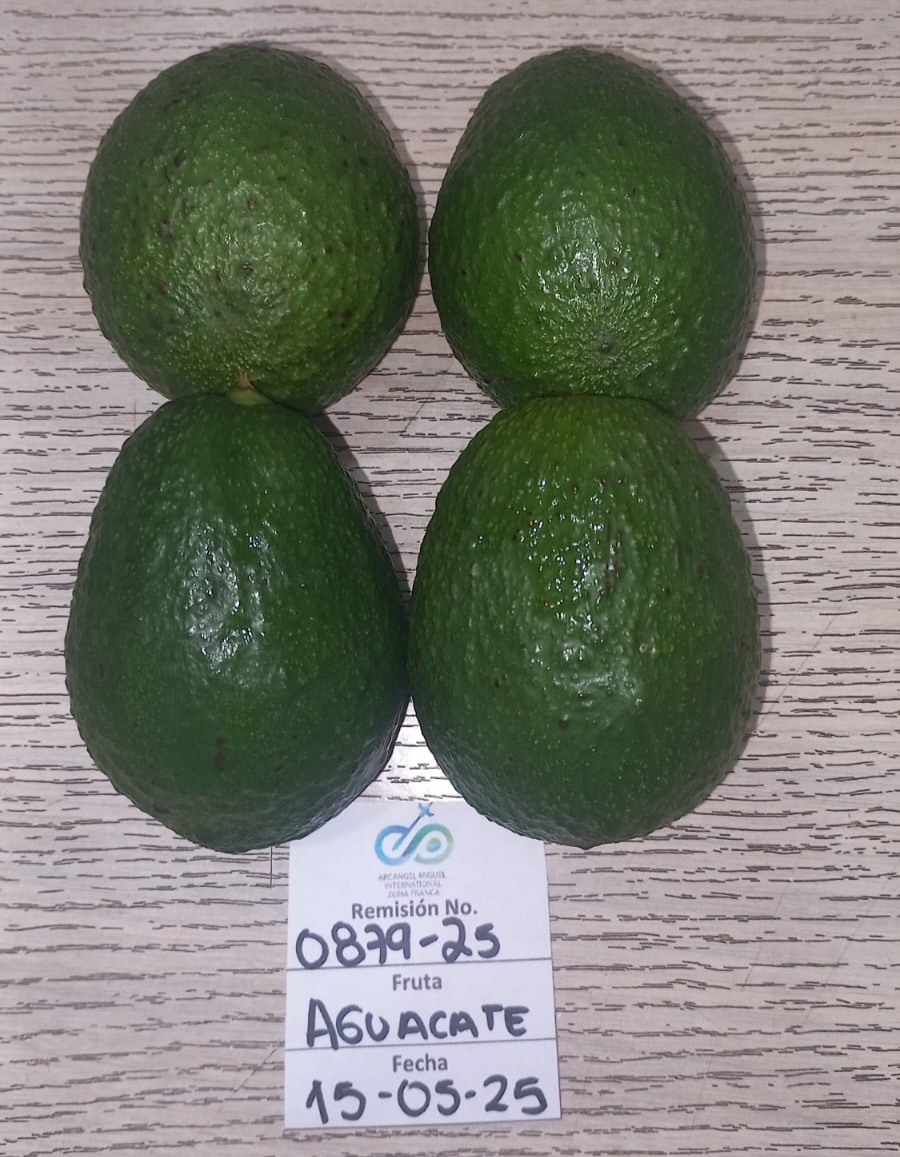 ARCANGEL MIGUEL
INTERNATIONAL
ZONA FRANCA
Remisión No.
0879-25
Fruta
AGUACATE
Fecha
15-05-25